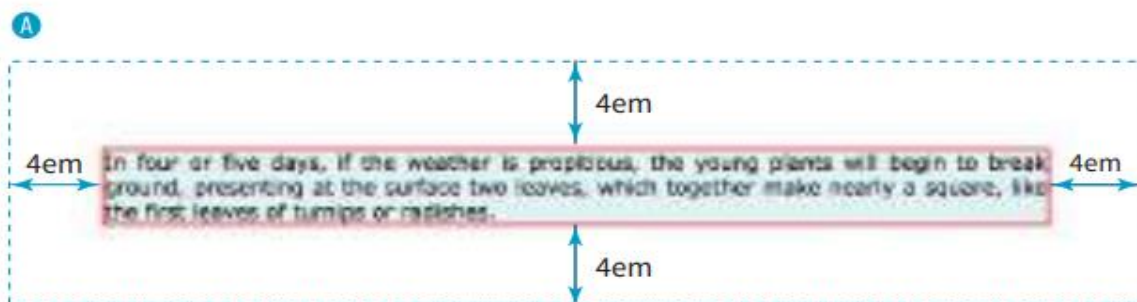 A
4em
4em In four or five days, if the weather is propitious, the young plants will begin to break 4em
ground, presenting at the surface two leaves, which together make nearly a square, like
the first leaves of turnips or radishes.
4em